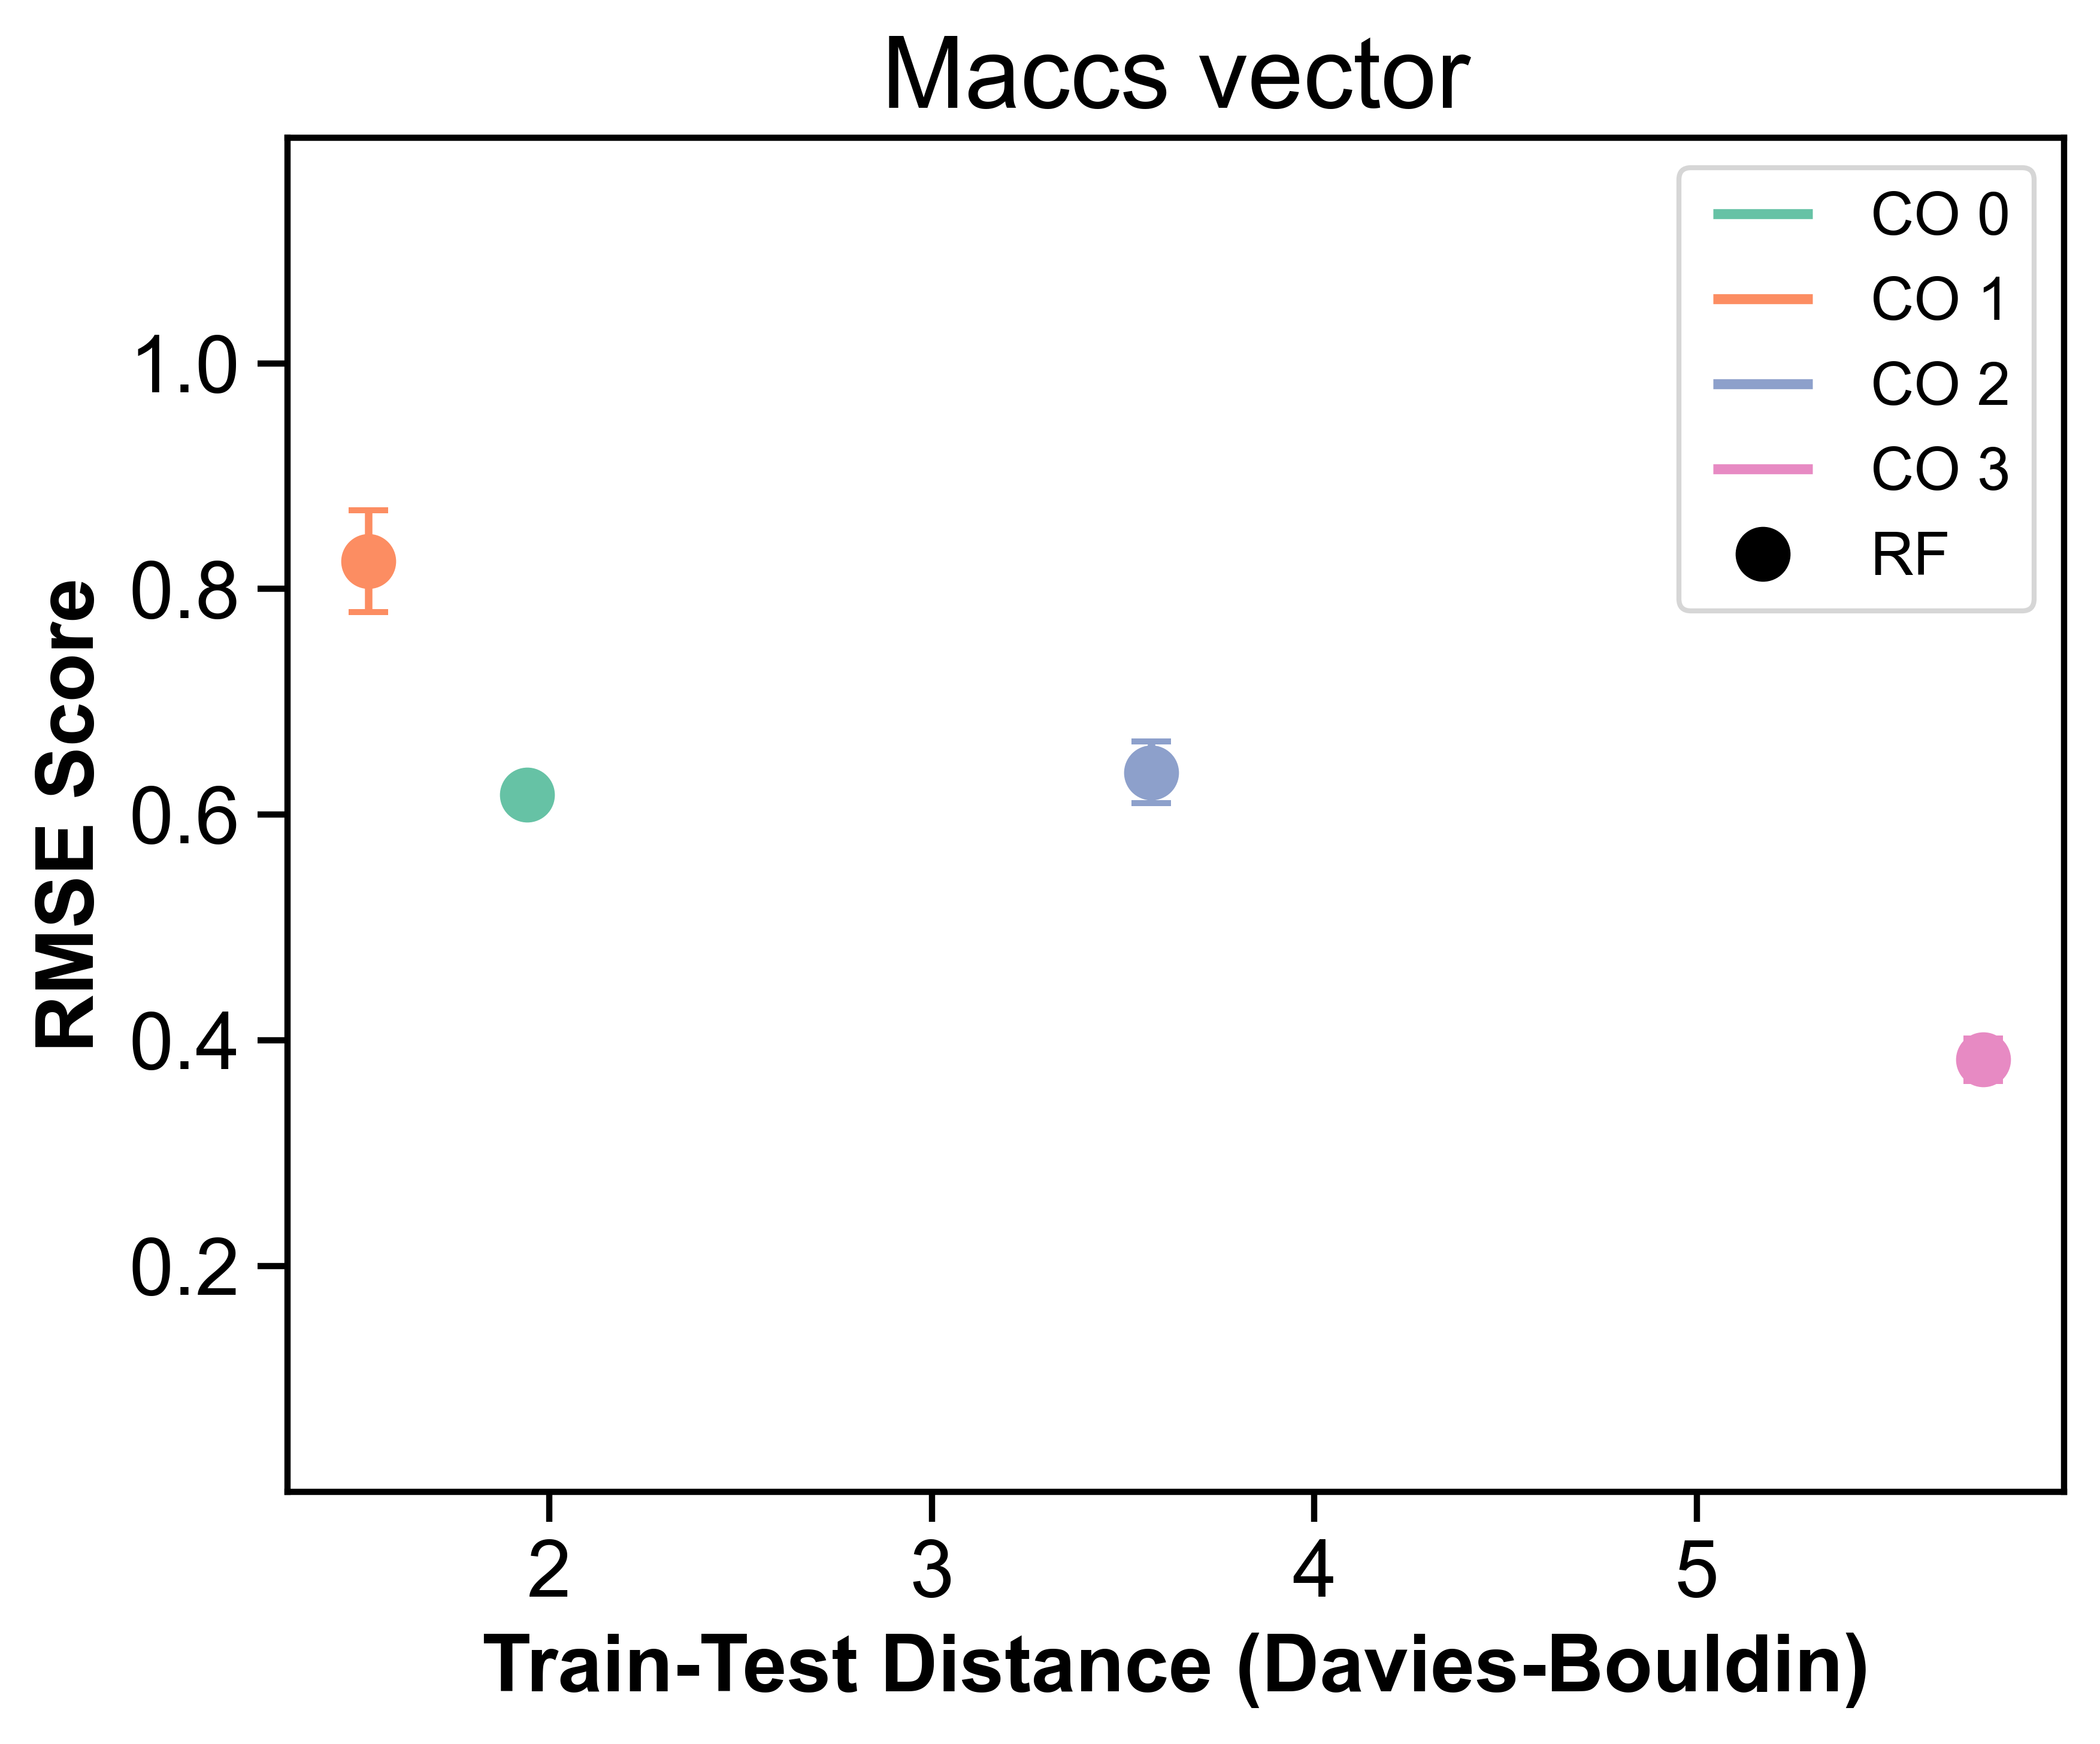 Maccs vector
RMSE Score
1.0
0.8
0.6
0.4
0.2
CO 0
CO 1
CO 2
CO 3
RF
2 3 4 5
Train-Test Distance (Davies-Bouldin)